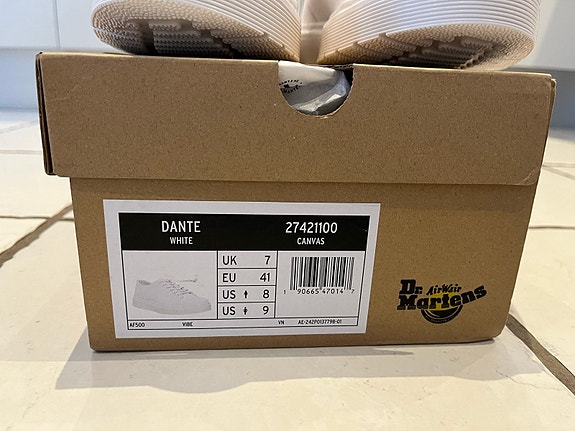 DANTE
WHITE
27421100
CANVAS
UK 7
EU 41
US 8
US 9
1 90665 47014 7
AF500 VIBE VN AE-242P0137798-01
Dr. AirWair
Martens